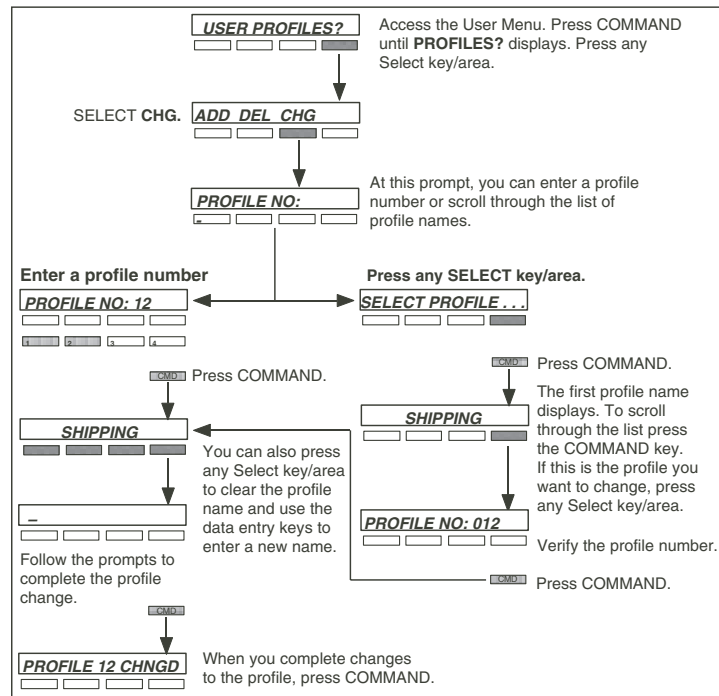 USER PROFILES?
Access the User Menu. Press COMMAND
until PROFILES? displays. Press any
Select key/area.
SELECT CHG.
ADD DEL CHG
PROFILE NO:
-
At this prompt, you can enter a profile
number or scroll through the list of
profile names.
Enter a profile number
PROFILE NO: 12
1 2 3 4
CMD Press COMMAND.
SHIPPING
You can also press
any Select key/area
to clear the profile
name and use the
data entry keys to
enter a new name.
_
Follow the prompts to
complete the profile
change.
CMD
PROFILE 12 CHNGD
When you complete changes
to the profile, press COMMAND.
Press any SELECT key/area.
SELECT PROFILE . . .
CMD Press COMMAND.
The first profile name
displays. To scroll
through the list press
the COMMAND key.
If this is the profile you
want to change, press
any Select key/area.
SHIPPING
PROFILE NO: 012
Verify the profile number.
CMD Press COMMAND.